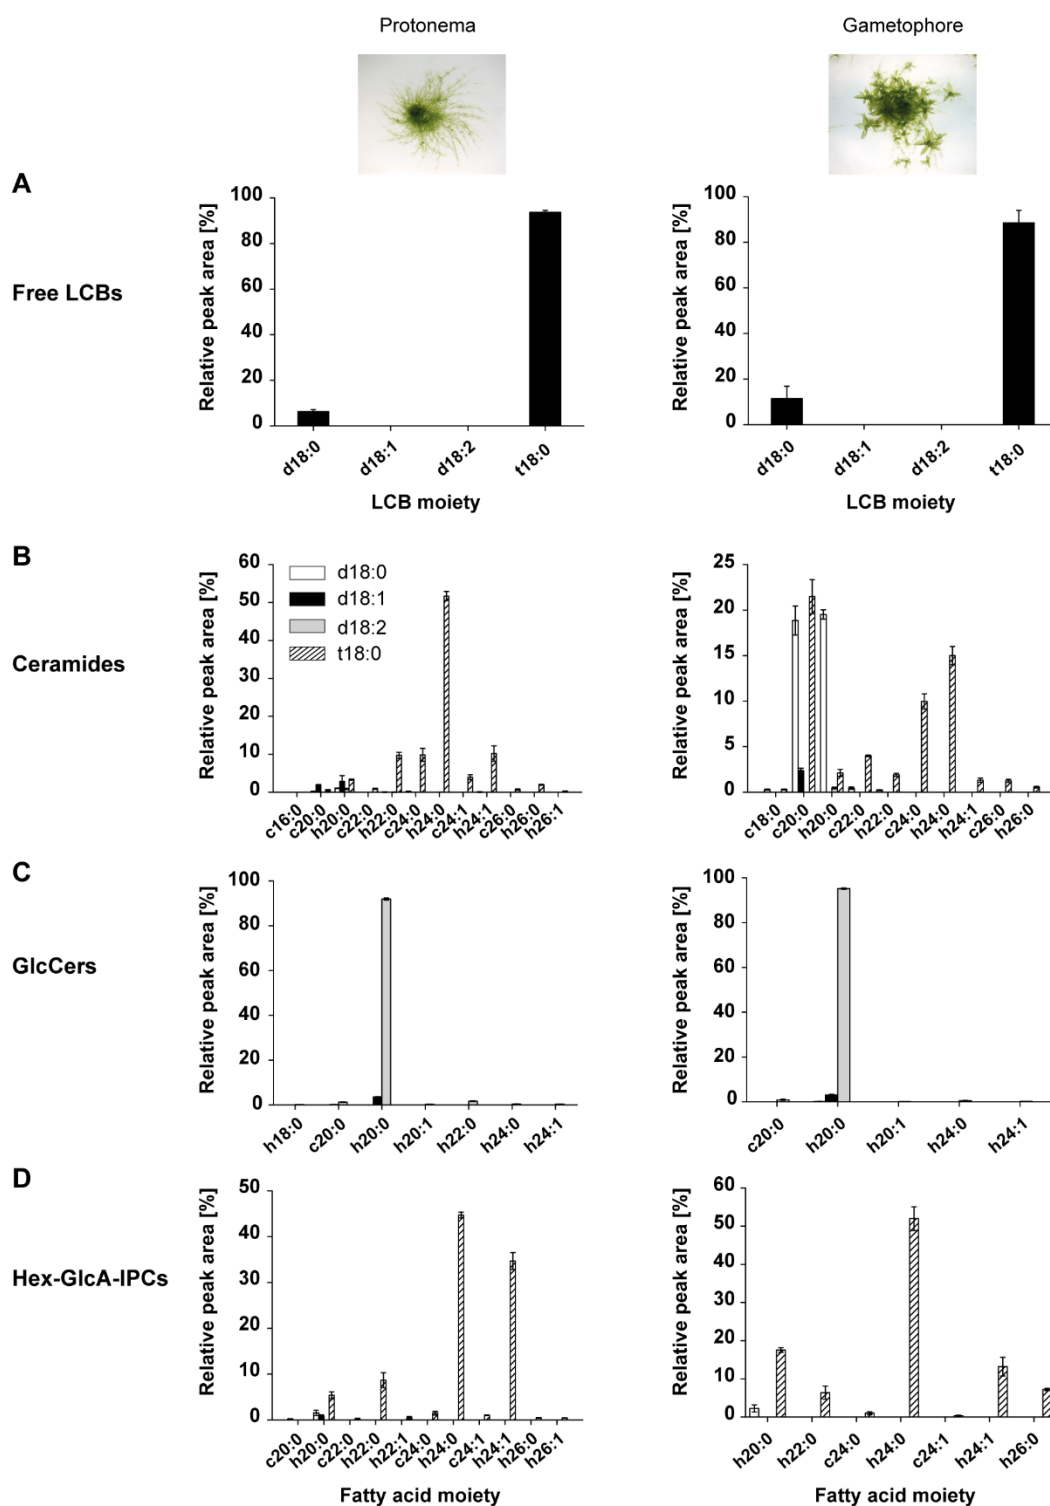 Protonema
Gametophore
A
Free LCBs
Relative peak area [%]
100
80
60
40
20
0
d18:0
d18:1
d18:2
t18:0
LCB moiety
Relative peak area [%]
100
80
60
40
20
0
d18:0
d18:1
d18:2
t18:0
LCB moiety
B
Ceramides
Relative peak area [%]
60
50
40
30
20
10
0
d18:0
d18:1
d18:2
t18:0
c16:0
c20:0
h20:0
c22:0
h22:0
c24:0
h24:0
c24:1
h24:1
c26:0
h26:0
h26:1
Relative peak area [%]
25
20
15
10
5
0
c18:0
c20:0
h20:0
c22:0
h22:0
c24:0
h24:0
h24:1
c26:0
h26:0
C
GlcCers
Relative peak area [%]
100
80
60
40
20
0
h18:0
c20:0
h20:0
h20:1
h22:0
h24:0
h24:1
Relative peak area [%]
100
80
60
40
20
0
c20:0
h20:0
h20:1
h24:0
h24:1
D
Hex-GlcA-IPCs
Relative peak area [%]
50
40
30
20
10
0
c20:0
h20:0
c22:0
h22:0
h22:1
c24:0
h24:0
c24:1
h24:1
h26:0
h26:1
Fatty acid moiety
Relative peak area [%]
60
50
40
30
20
10
0
h20:0
h22:0
c24:0
h24:0
c24:1
h24:1
h26:0
Fatty acid moiety